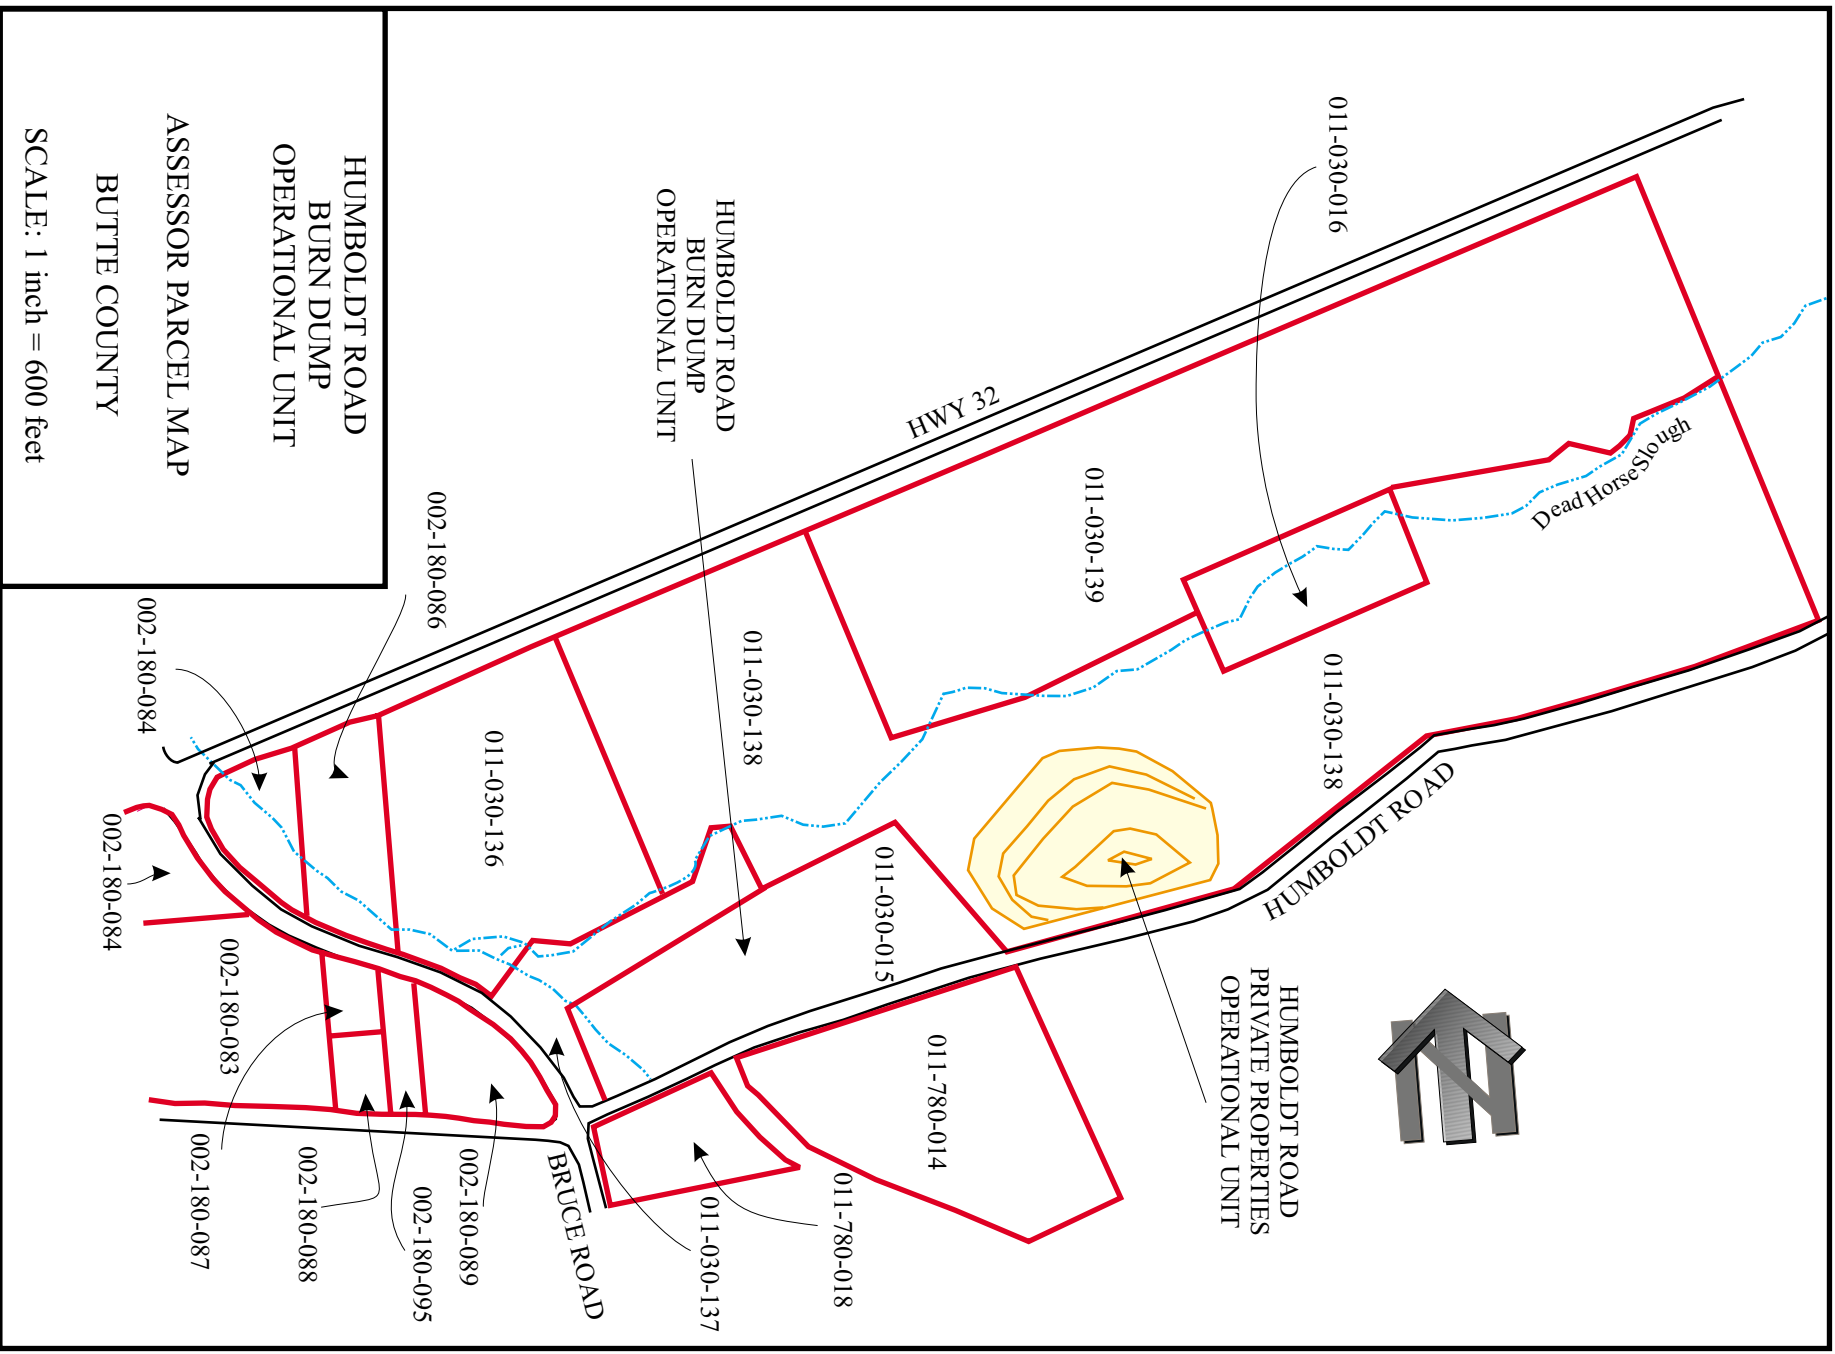 HUMBOLDT ROAD
BURN DUMP
OPERATIONAL UNIT
ASSESSOR PARCEL MAP
BUTTE COUNTY
SCALE: 1 inch = 600 feet
011-030-016
HUMBOLDT ROAD
BURN DUMP
OPERATIONAL UNIT
HWY 32
Dead Horse Slough
011-030-139
002-180-086
002-180-084
011-030-138
011-030-138
011-030-136
HUMBOLDT ROAD
002-180-084
011-030-015
002-180-083
HUMBOLDT ROAD
PRIVATE PROPERTIES
OPERATIONAL UNIT
011-780-014
002-180-087
002-180-088
002-180-095
002-180-089
BRUCE ROAD
011-030-137
011-780-018
N